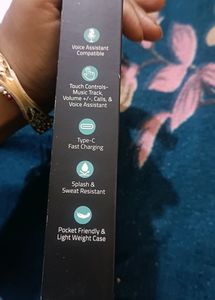 Voice Assistant
Compatible
Touch Controls-
Music Track,
Volume +/-, Calls, &
Voice Assistant
Type-C
Fast Charging
Splash &
Sweat Resistant
Pocket Friendly &
Light Weight Case